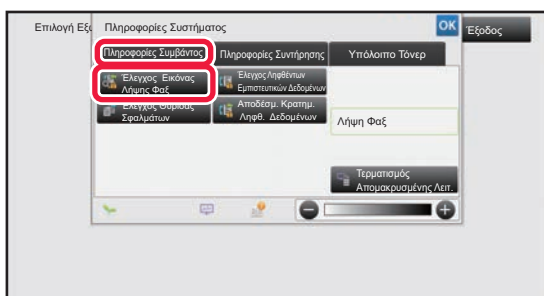 Επιλογή Εξ
Πληροφορίες Συστήματος
OK
Έξοδος
Πληροφορίες Συμβάντος
Πληροφορίες Συντήρησης
Υπόλοιπο Τόνερ
Έλεγχος Εικόνας
Λήψης Φαξ
Έλεγχος Ληφθέντων
Εμπιστευτικών Δεδομένων
Έλεγχος Θυρίδας
Σφαλμάτων
Αποδέσμ. Κρατημ.
Ληφθ. Δεδομένων
Λήψη Φαξ
Τερματισμός
Απομακρυσμένης Λειτ.